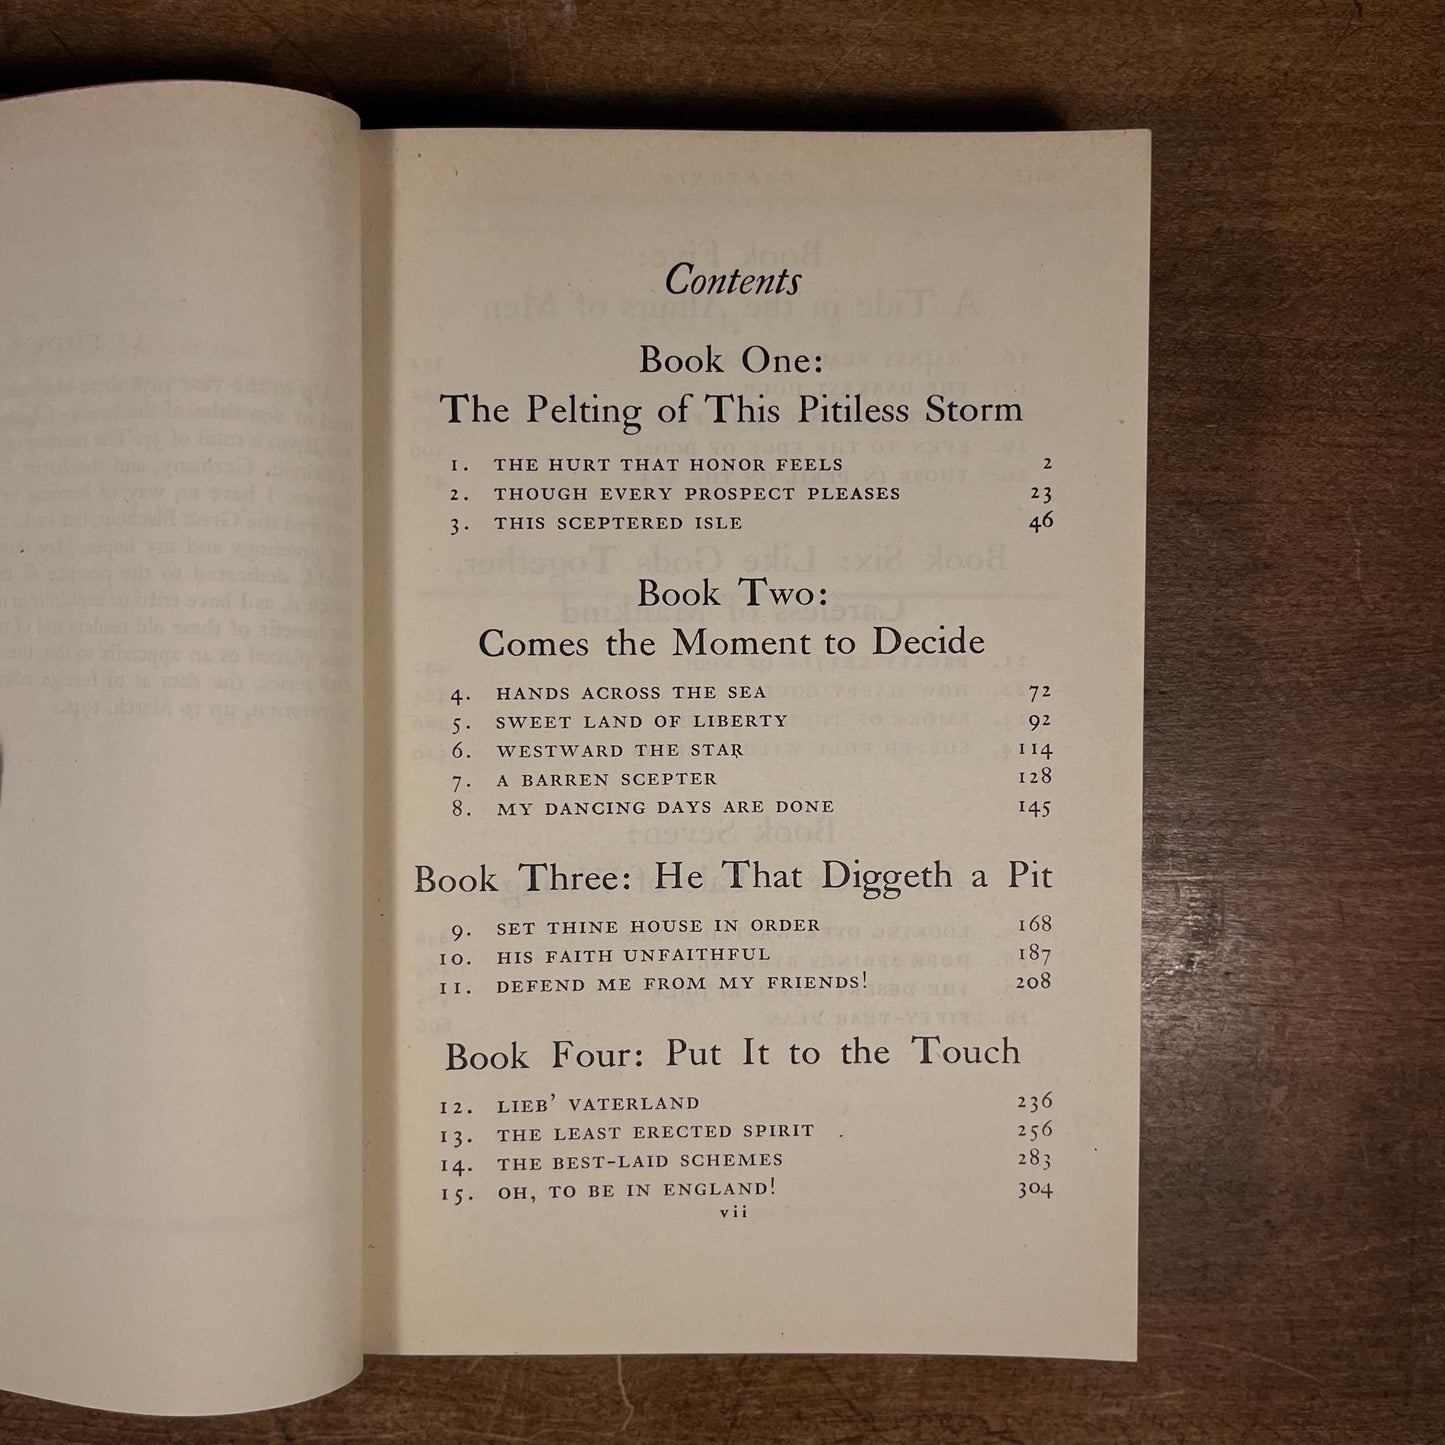 Contents
Book One:
The Pelting of This Pitiless Storm
1. THE HURT THAT HONOR FEELS 2
2. THOUGH EVERY PROSPECT PLEASES 23
3. THIS SCEPTERED ISLE 46
Book Two:
Comes the Moment to Decide
4. HANDS ACROSS THE SEA 72
5. SWEET LAND OF LIBERTY 92
6. WESTWARD THE STAR 114
7. A BARREN SCEPTER 128
8. MY DANCING DAYS ARE DONE 145
Book Three: He That Diggeth a Pit
9. SET THINE HOUSE IN ORDER 168
10. HIS FAITH UNFAITHFUL 187
11. DEFEND ME FROM MY FRIENDS! 208
Book Four: Put It to the Touch
12. LIEB' VATERLAND 236
13. THE LEAST ERECTED SPIRIT 256
14. THE BEST-LAID SCHEMES 283
15. OH, TO BE IN ENGLAND! 304
vii